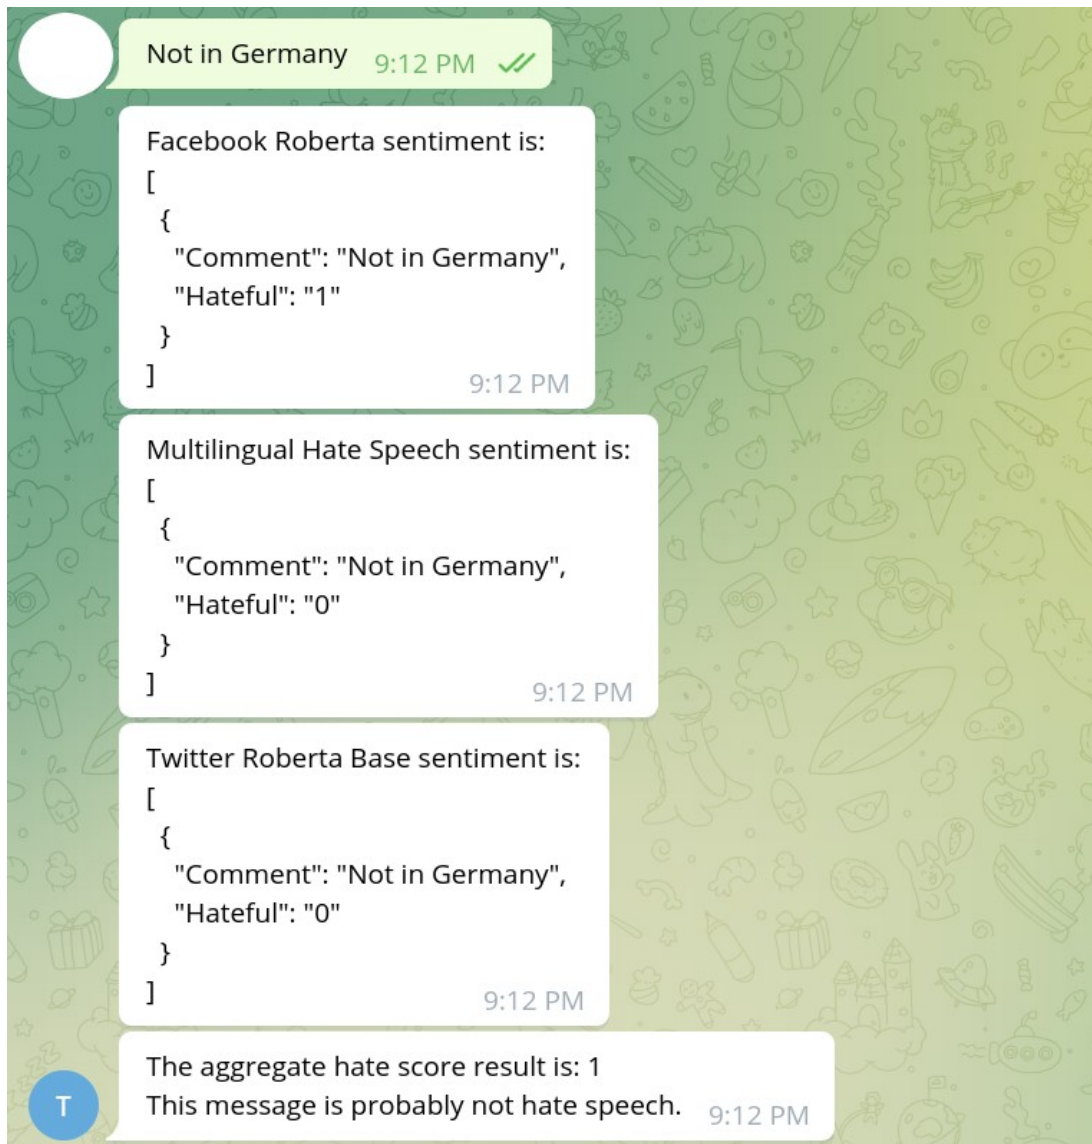 Not in Germany 9:12 PM
Facebook Roberta sentiment is:
[
{
"Comment": "Not in Germany",
"Hateful": "1"
}
] 9:12 PM
Multilingual Hate Speech sentiment is:
[
{
"Comment": "Not in Germany",
"Hateful": "0"
}
] 9:12 PM
Twitter Roberta Base sentiment is:
[
{
"Comment": "Not in Germany",
"Hateful": "0"
}
] 9:12 PM
The aggregate hate score result is: 1
T This message is probably not hate speech. 9:12 PM